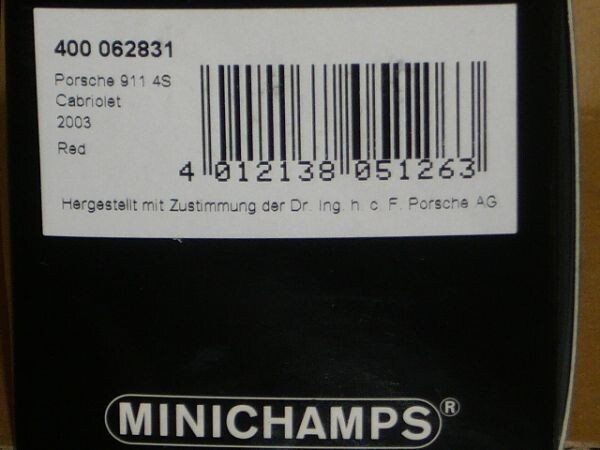 400 062831
Porsche 911 4S
Cabriolet
2003
Red
4 012138 051263
Hergestellt mit Zustimmung der Dr. Ing. h. c. F. Porsche AG
MINICHAMPS®